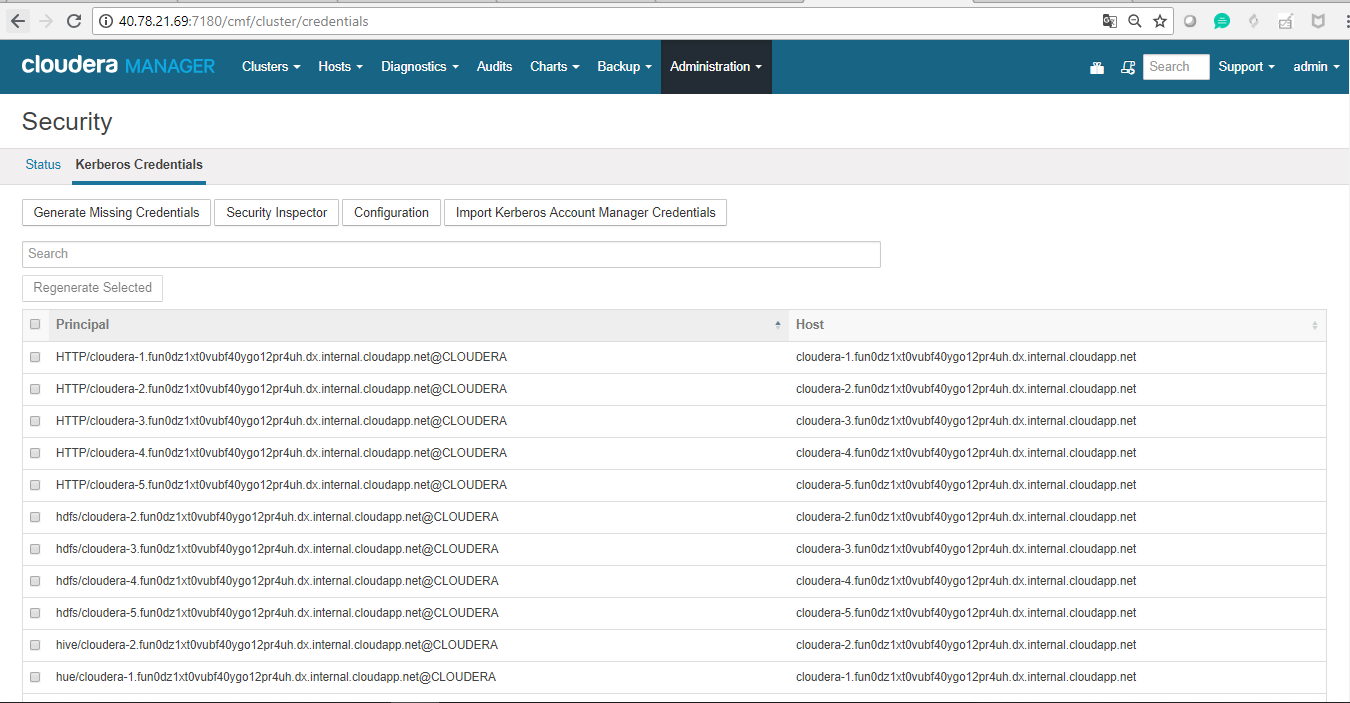 40.78.21.69:7180/cmf/cluster/credentials
cloudera MANAGER Clusters Hosts Diagnostics Audits Charts Backup Administration Search Support admin
Security
Status Kerberos Credentials
Generate Missing Credentials Security Inspector Configuration Import Kerberos Account Manager Credentials
Search
Regenerate Selected
Principal Host
HTTP/cloudera-1.fun0dz1xt0vubf40ygo12pr4uh.dx.internal.cloudapp.net@CLOUDERA cloudera-1.fun0dz1xt0vubf40ygo12pr4uh.dx.internal.cloudapp.net
HTTP/cloudera-2.fun0dz1xt0vubf40ygo12pr4uh.dx.internal.cloudapp.net@CLOUDERA cloudera-2.fun0dz1xt0vubf40ygo12pr4uh.dx.internal.cloudapp.net
HTTP/cloudera-3.fun0dz1xt0vubf40ygo12pr4uh.dx.internal.cloudapp.net@CLOUDERA cloudera-3.fun0dz1xt0vubf40ygo12pr4uh.dx.internal.cloudapp.net
HTTP/cloudera-4.fun0dz1xt0vubf40ygo12pr4uh.dx.internal.cloudapp.net@CLOUDERA cloudera-4.fun0dz1xt0vubf40ygo12pr4uh.dx.internal.cloudapp.net
HTTP/cloudera-5.fun0dz1xt0vubf40ygo12pr4uh.dx.internal.cloudapp.net@CLOUDERA cloudera-5.fun0dz1xt0vubf40ygo12pr4uh.dx.internal.cloudapp.net
hdfs/cloudera-2.fun0dz1xt0vubf40ygo12pr4uh.dx.internal.cloudapp.net@CLOUDERA cloudera-2.fun0dz1xt0vubf40ygo12pr4uh.dx.internal.cloudapp.net
hdfs/cloudera-3.fun0dz1xt0vubf40ygo12pr4uh.dx.internal.cloudapp.net@CLOUDERA cloudera-3.fun0dz1xt0vubf40ygo12pr4uh.dx.internal.cloudapp.net
hdfs/cloudera-4.fun0dz1xt0vubf40ygo12pr4uh.dx.internal.cloudapp.net@CLOUDERA cloudera-4.fun0dz1xt0vubf40ygo12pr4uh.dx.internal.cloudapp.net
hdfs/cloudera-5.fun0dz1xt0vubf40ygo12pr4uh.dx.internal.cloudapp.net@CLOUDERA cloudera-5.fun0dz1xt0vubf40ygo12pr4uh.dx.internal.cloudapp.net
hive/cloudera-2.fun0dz1xt0vubf40ygo12pr4uh.dx.internal.cloudapp.net@CLOUDERA cloudera-2.fun0dz1xt0vubf40ygo12pr4uh.dx.internal.cloudapp.net
hue/cloudera-1.fun0dz1xt0vubf40ygo12pr4uh.dx.internal.cloudapp.net@CLOUDERA cloudera-1.fun0dz1xt0vubf40ygo12pr4uh.dx.internal.cloudapp.net